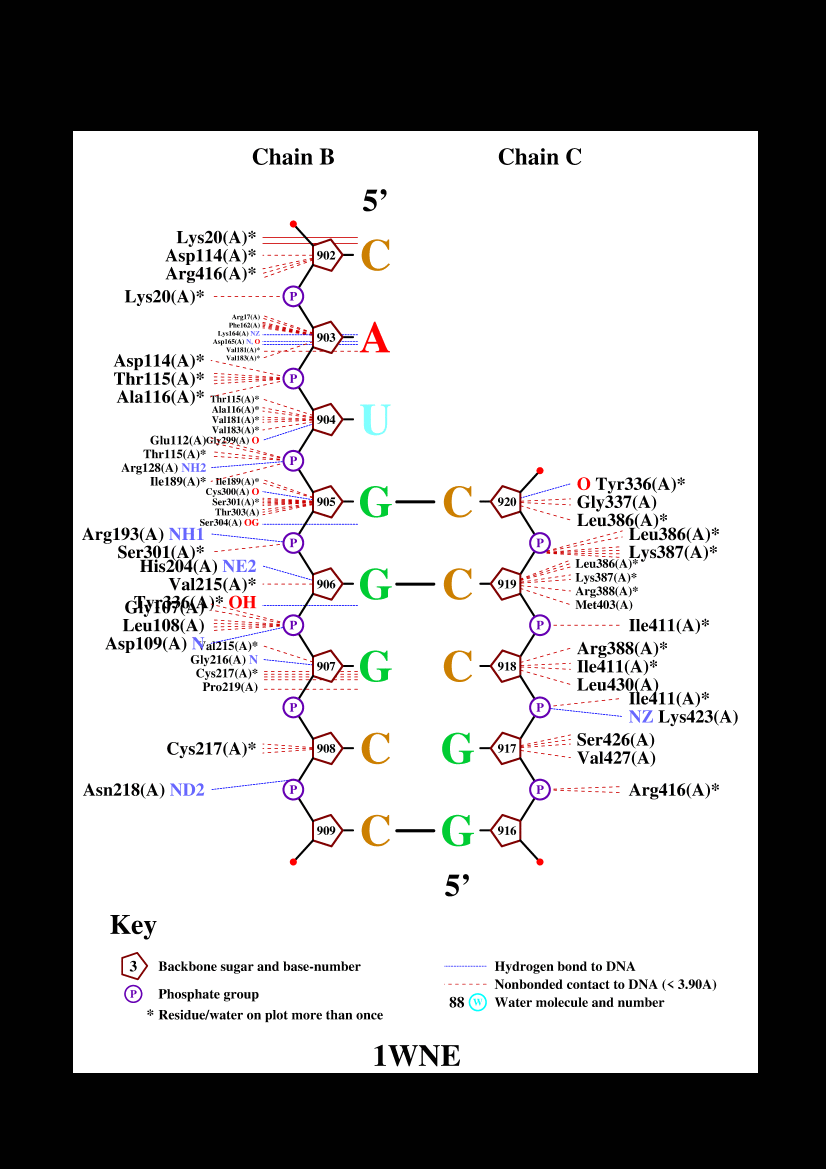 Chain B
Chain C
5’
Lys20(A)*
902
C
Asp114(A)*
Arg416(A)*
Lys20(A)*
P
Arg17(A)
Phe162(A)
Lys164(A) NZ
Asp165(A) N, O
Val181(A)*
Val183(A)*
903
A
Asp114(A)*
Thr115(A)*
Ala116(A)*
P
Thr115(A)*
Ala116(A)*
Val181(A)*
Val183(A)*
Gly299(A) O
904
U
Glu112(A)
Thr115(A)*
Arg128(A) NH2
Ile189(A)*
P
Ile189(A)*
Cys300(A) O
Ser301(A)*
Thr303(A)
Ser304(A) OG
905
G
C
920
O Tyr336(A)*
Gly337(A)
Leu386(A)*
Arg193(A) NH1
Ser301(A)*
P
P
Leu386(A)*
Lys387(A)*
His204(A) NE2
Val215(A)*
Tyr336(A)* OH
906
G
C
919
Leu386(A)*
Lys387(A)*
Arg388(A)*
Met403(A)
Gly107(A)
Leu108(A)
Asp109(A) N
P
P
Ile411(A)*
Val215(A)*
Gly216(A) N
Cys217(A)*
Pro219(A)
907
G
C
918
Arg388(A)*
Ile411(A)*
Leu430(A)
P
P
Ile411(A)*
NZ Lys423(A)
Cys217(A)*
908
C
G
917
Ser426(A)
Val427(A)
Asn218(A) ND2
P
P
Arg416(A)*
909
C
G
916
5’
Key
3 Backbone sugar and base-number
P Phosphate group
* Residue/water on plot more than once
Hydrogen bond to DNA
Nonbonded contact to DNA (< 3.90A)
88 W Water molecule and number
1WNE